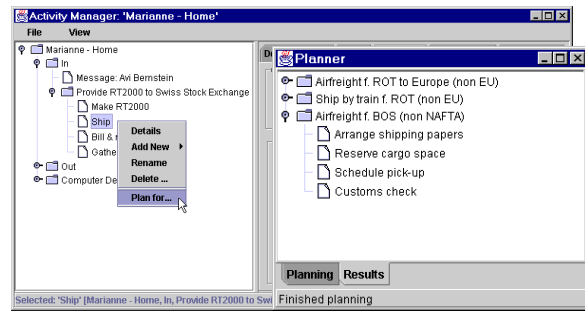 Activity Manager: 'Marianne - Home'
File View
Marianne - Home
In
Message: Avi Bernstein
Provide RT2000 to Swiss Stock Exchange
Make RT2000
Ship
Bill &
Gathe
Out
Computer De
Details
Add New
Rename
Delete ...
Plan for...
Selected: 'Ship' [Marianne - Home, In, Provide RT2000 to Swi
Planner
Airfreight f. ROT to Europe (non EU)
Ship by train f. ROT (non EU)
Airfreight f. BOS (non NAFTA)
Arrange shipping papers
Reserve cargo space
Schedule pick-up
Customs check
Planning Results
Finished planning